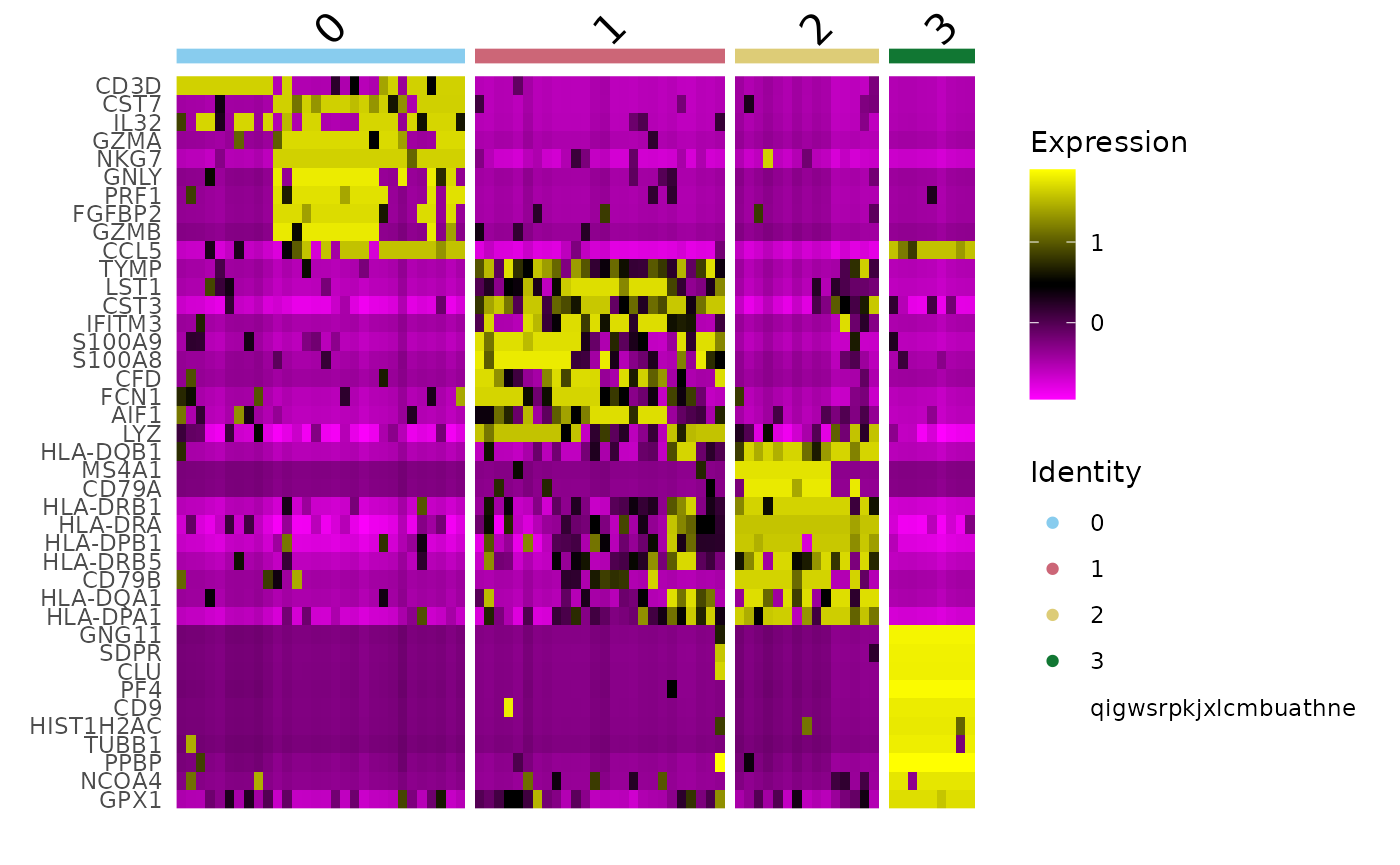 0 1 2 3
CD3D
CST7
IL32
GZMA
NKG7
GNLY
PRF1
FGFBP2
GZMB
CCL5
TYMP
LST1
CST3
IFITM3
S100A9
S100A8
CFD
FCN1
AIF1
LYZ
HLA-DQB1
MS4A1
CD79A
HLA-DRB1
HLA-DRA
HLA-DPB1
HLA-DRB5
CD79B
HLA-DQA1
HLA-DPA1
GNG11
SDPR
CLU
PF4
CD9
HIST1H2AC
TUBB1
PPBP
NCOA4
GPX1
Expression
1
0
Identity
0
1
2
3
qigwsrpkjxlcmbuathne